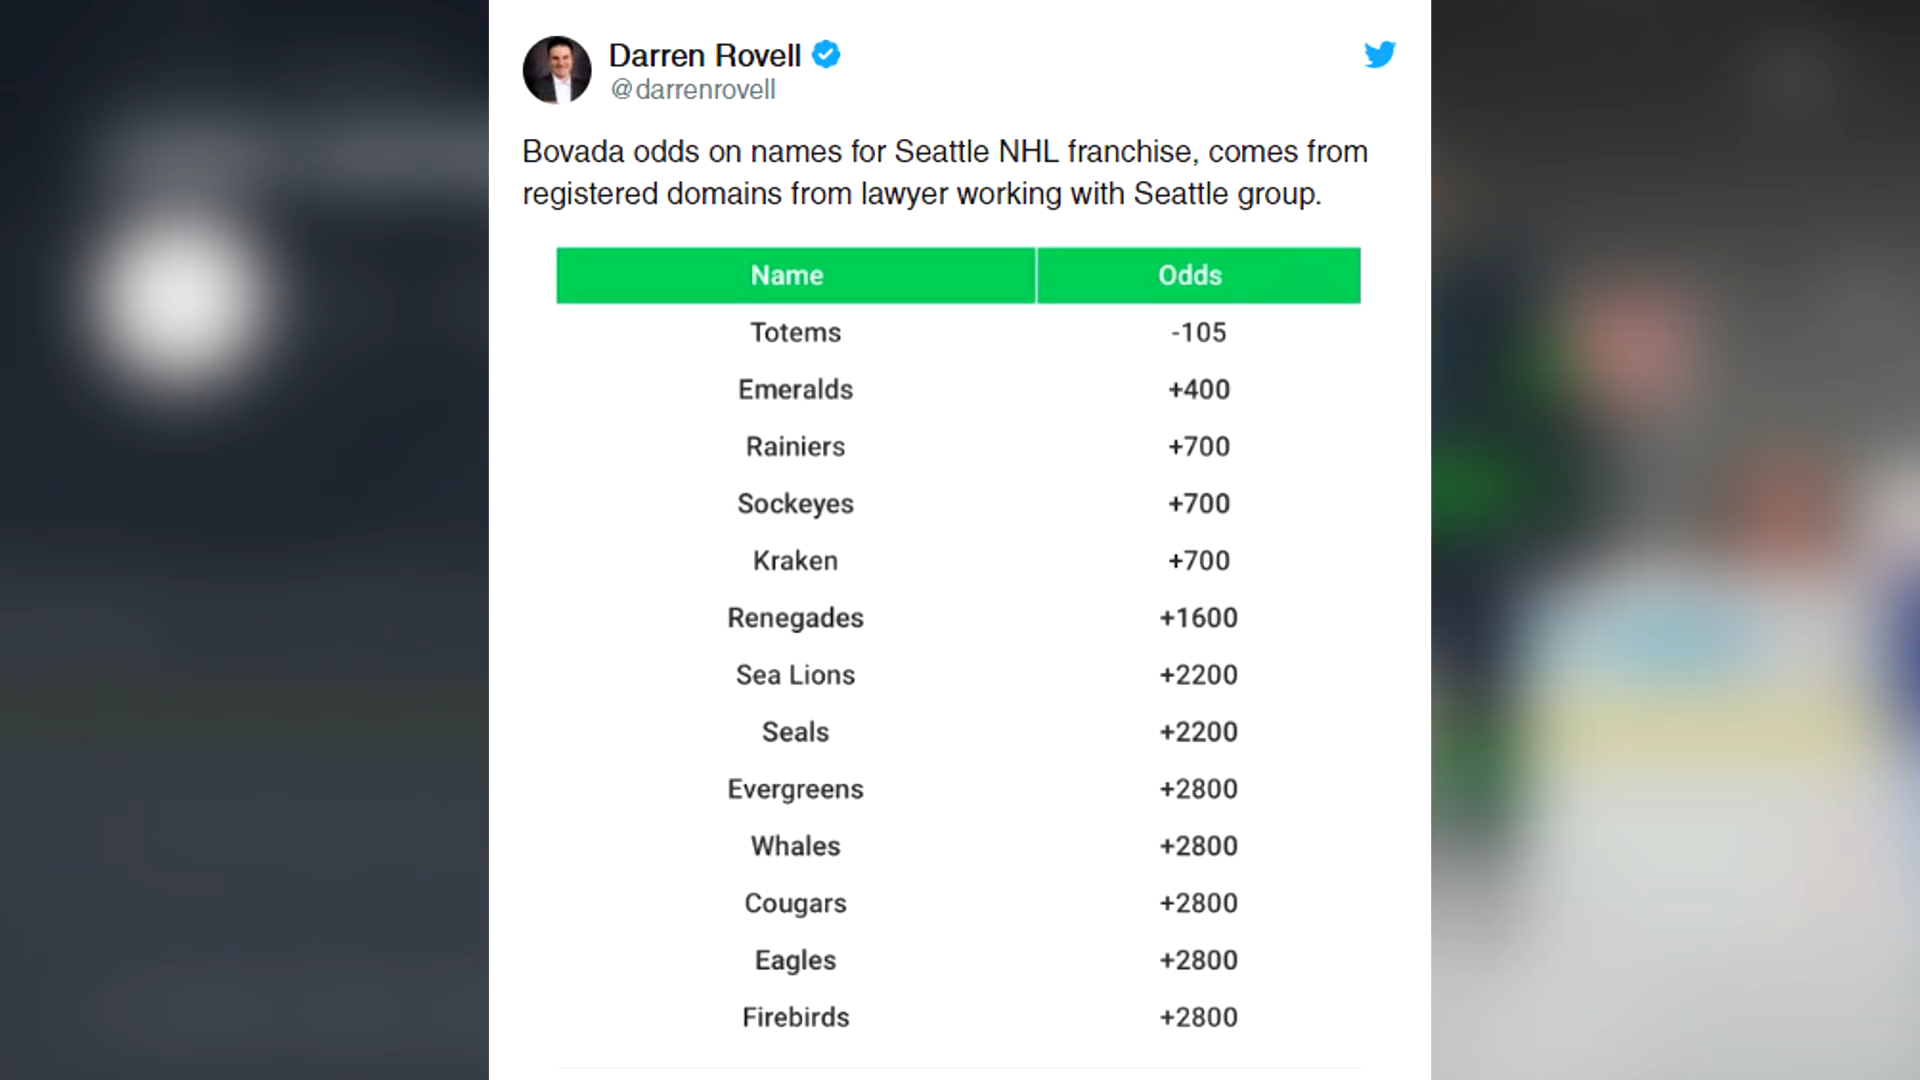 Darren Rovell
@darrenrovell
Bovada odds on names for Seattle NHL franchise, comes from
registered domains from lawyer working with Seattle group.
Name Odds
Totems -105
Emeralds +400
Rainiers +700
Sockeyes +700
Kraken +700
Renegades +1600
Sea Lions +2200
Seals +2200
Evergreens +2800
Whales +2800
Cougars +2800
Eagles +2800
Firebirds +2800